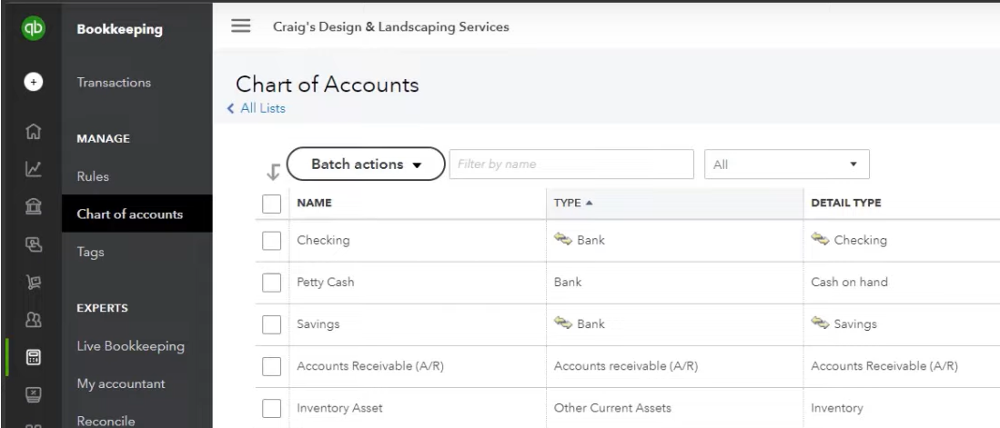 qb
Bookkeeping
Transactions
MANAGE
Rules
Chart of accounts
Tags
EXPERTS
Live Bookkeeping
My accountant
Reconcile
Craig's Design & Landscaping Services
Chart of Accounts
All Lists
Batch actions Filter by name All
NAME TYPE DETAIL TYPE
Checking Bank Checking
Petty Cash Bank Cash on hand
Savings Bank Savings
Accounts Receivable (A/R) Accounts receivable (A/R) Accounts Receivable (A/R)
Inventory Asset Other Current Assets Inventory